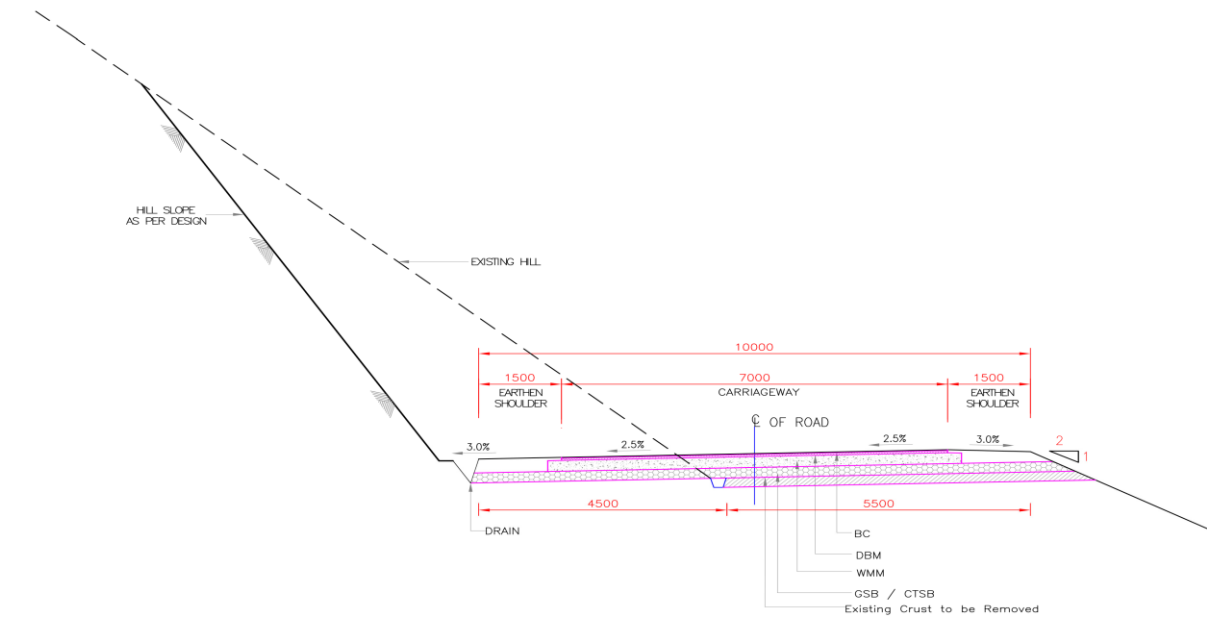 HILL SLOPE
AS PER DESIGN
EXISTING HILL
10000
1500
7000
1500
EARTHEN
SHOULDER
CARRIAGEWAY
EARTHEN
SHOULDER
℄ OF ROAD
3.0%
2.5%
2.5%
3.0%
2
1
4500
5500
DRAIN
BC
DBM
WMM
GSB / CTSB
Existing Crust to be Removed